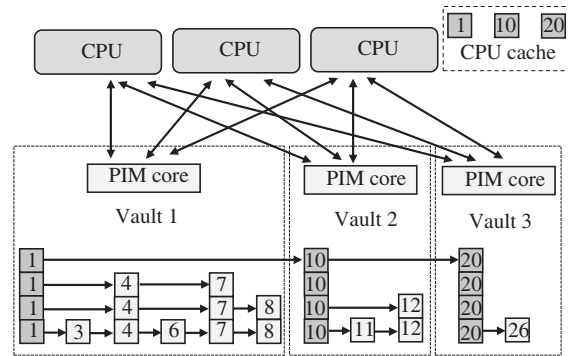 1 10 20
CPU CPU CPU
CPU cache
PIM core PIM core PIM core
Vault 1 Vault 2 Vault 3
1 10 20
1 4 7 10 20
1 4 7 8 10 12 20
1 3 4 6 7 8 10 11 12 20 26